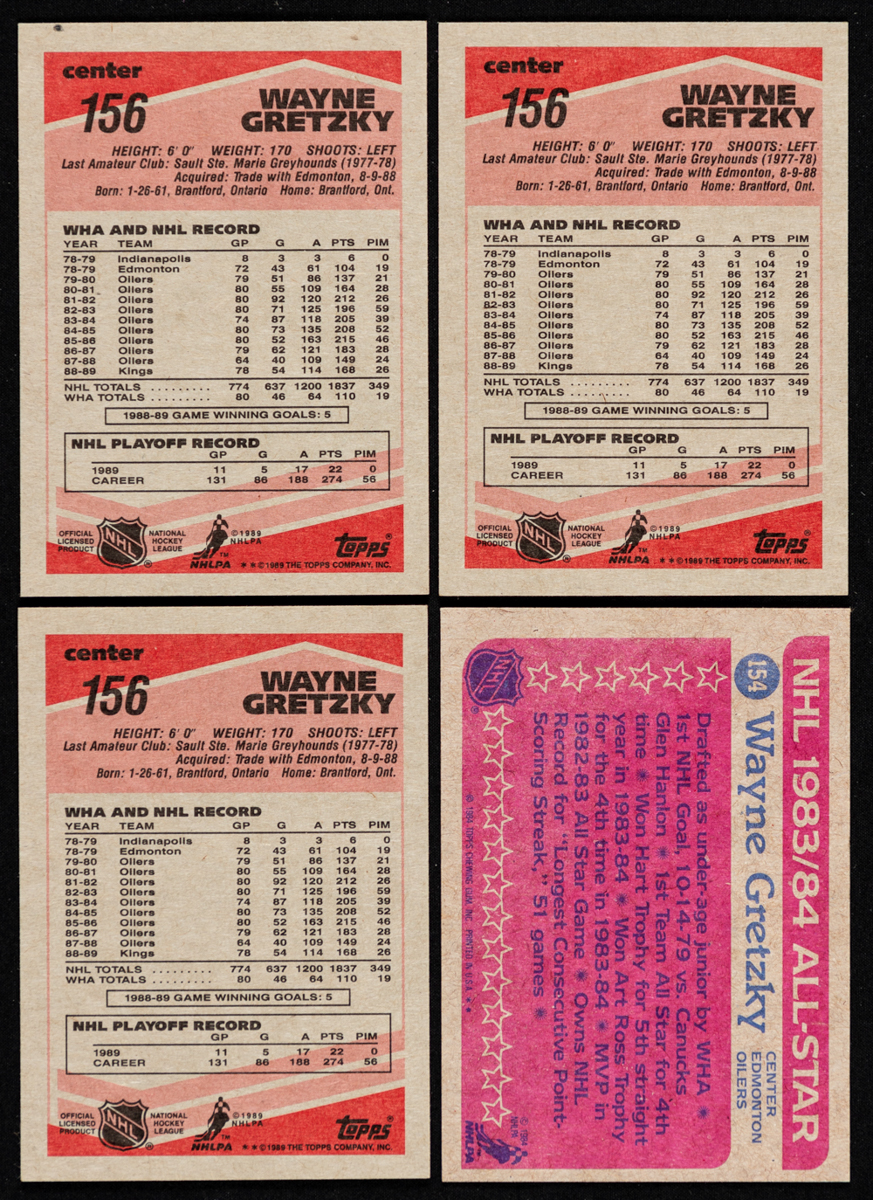 center
156
WAYNE
GRETZKY
HEIGHT: 6' 0" WEIGHT: 170 SHOOTS: LEFT
Last Amateur Club: Sault Ste. Marie Greyhounds (1977-78)
Acquired: Trade with Edmonton, 8-9-88
Born: 1-26-61, Brantford, Ontario Home: Brantford, Ont.
WHA AND NHL RECORD
YEAR TEAM GP G A PTS PIM
78-79 Indianapolis 8 3 3 6 0
78-79 Edmonton 72 43 61 104 19
79-80 Oilers 79 51 86 137 21
80-81 Oilers 80 55 109 164 28
81-82 Oilers 80 92 120 212 26
82-83 Oilers 80 71 125 196 59
83-84 Oilers 74 87 118 205 39
84-85 Oilers 80 73 135 208 52
85-86 Oilers 80 52 163 215 46
86-87 Oilers 79 62 121 183 28
87-88 Oilers 64 40 109 149 24
88-89 Kings 78 54 114 168 26
NHL TOTALS ......... 774 637 1200 1837 349
WHA TOTALS ......... 80 46 64 110 19
1988-89 GAME WINNING GOALS: 5
NHL PLAYOFF RECORD
GP G A PTS PIM
1989 11 5 17 22 0
CAREER 131 86 188 274 56
OFFICIAL LICENSED PRODUCT
NHL
®
NATIONAL HOCKEY LEAGUE
NHLPA
™
© 1989 NHLPA
topps®
* * © 1989 THE TOPPS COMPANY, INC.
center
156
WAYNE
GRETZKY
HEIGHT: 6' 0" WEIGHT: 170 SHOOTS: LEFT
Last Amateur Club: Sault Ste. Marie Greyhounds (1977-78)
Acquired: Trade with Edmonton, 8-9-88
Born: 1-26-61, Brantford, Ontario Home: Brantford, Ont.
WHA AND NHL RECORD
YEAR TEAM GP G A PTS PIM
78-79 Indianapolis 8 3 3 6 0
78-79 Edmonton 72 43 61 104 19
79-80 Oilers 79 51 86 137 21
80-81 Oilers 80 55 109 164 28
81-82 Oilers 80 92 120 212 26
82-83 Oilers 80 71 125 196 59
83-84 Oilers 74 87 118 205 39
84-85 Oilers 80 73 135 208 52
85-86 Oilers 80 52 163 215 46
86-87 Oilers 79 62 121 183 28
87-88 Oilers 64 40 109 149 24
88-89 Kings 78 54 114 168 26
NHL TOTALS ......... 774 637 1200 1837 349
WHA TOTALS ......... 80 46 64 110 19
1988-89 GAME WINNING GOALS: 5
NHL PLAYOFF RECORD
GP G A PTS PIM
1989 11 5 17 22 0
CAREER 131 86 188 274 56
OFFICIAL LICENSED PRODUCT
NHL
®
NATIONAL HOCKEY LEAGUE
NHLPA
™
© 1989 NHLPA
topps®
* * © 1989 THE TOPPS COMPANY, INC.
center
156
WAYNE
GRETZKY
HEIGHT: 6' 0" WEIGHT: 170 SHOOTS: LEFT
Last Amateur Club: Sault Ste. Marie Greyhounds (1977-78)
Acquired: Trade with Edmonton, 8-9-88
Born: 1-26-61, Brantford, Ontario Home: Brantford, Ont.
WHA AND NHL RECORD
YEAR TEAM GP G A PTS PIM
78-79 Indianapolis 8 3 3 6 0
78-79 Edmonton 72 43 61 104 19
79-80 Oilers 79 51 86 137 21
80-81 Oilers 80 55 109 164 28
81-82 Oilers 80 92 120 212 26
82-83 Oilers 80 71 125 196 59
83-84 Oilers 74 87 118 205 39
84-85 Oilers 80 73 135 208 52
85-86 Oilers 80 52 163 215 46
86-87 Oilers 79 62 121 183 28
87-88 Oilers 64 40 109 149 24
88-89 Kings 78 54 114 168 26
NHL TOTALS ......... 774 637 1200 1837 349
WHA TOTALS ......... 80 46 64 110 19
1988-89 GAME WINNING GOALS: 5
NHL PLAYOFF RECORD
GP G A PTS PIM
1989 11 5 17 22 0
CAREER 131 86 188 274 56
OFFICIAL LICENSED PRODUCT
NHL
®
NATIONAL HOCKEY LEAGUE
NHLPA
™
© 1989 NHLPA
topps®
* * © 1989 THE TOPPS COMPANY, INC.
NHL 1983/84 ALL-STAR
154
Wayne Gretzky
CENTER
EDMONTON
OILERS
Drafted as under-age junior by WHA *
1st NHL Goal, 10-14-79 vs. Canucks
Glen Hanlon * 1st Team All Star for 4th
time * Won Hart Trophy for 5th straight
year in 1983-84 * Won Art Ross Trophy
for the 4th time in 1983-84 * MVP in
1982-83 All Star Game * Owns NHL
Record for "Longest Consecutive Point-
Scoring Streak," 51 games *
NHL
© 1984 TOPPS CHEWING GUM, INC. PRINTED IN U.S.A. * *
© 1984 NHLPA
NHLPA